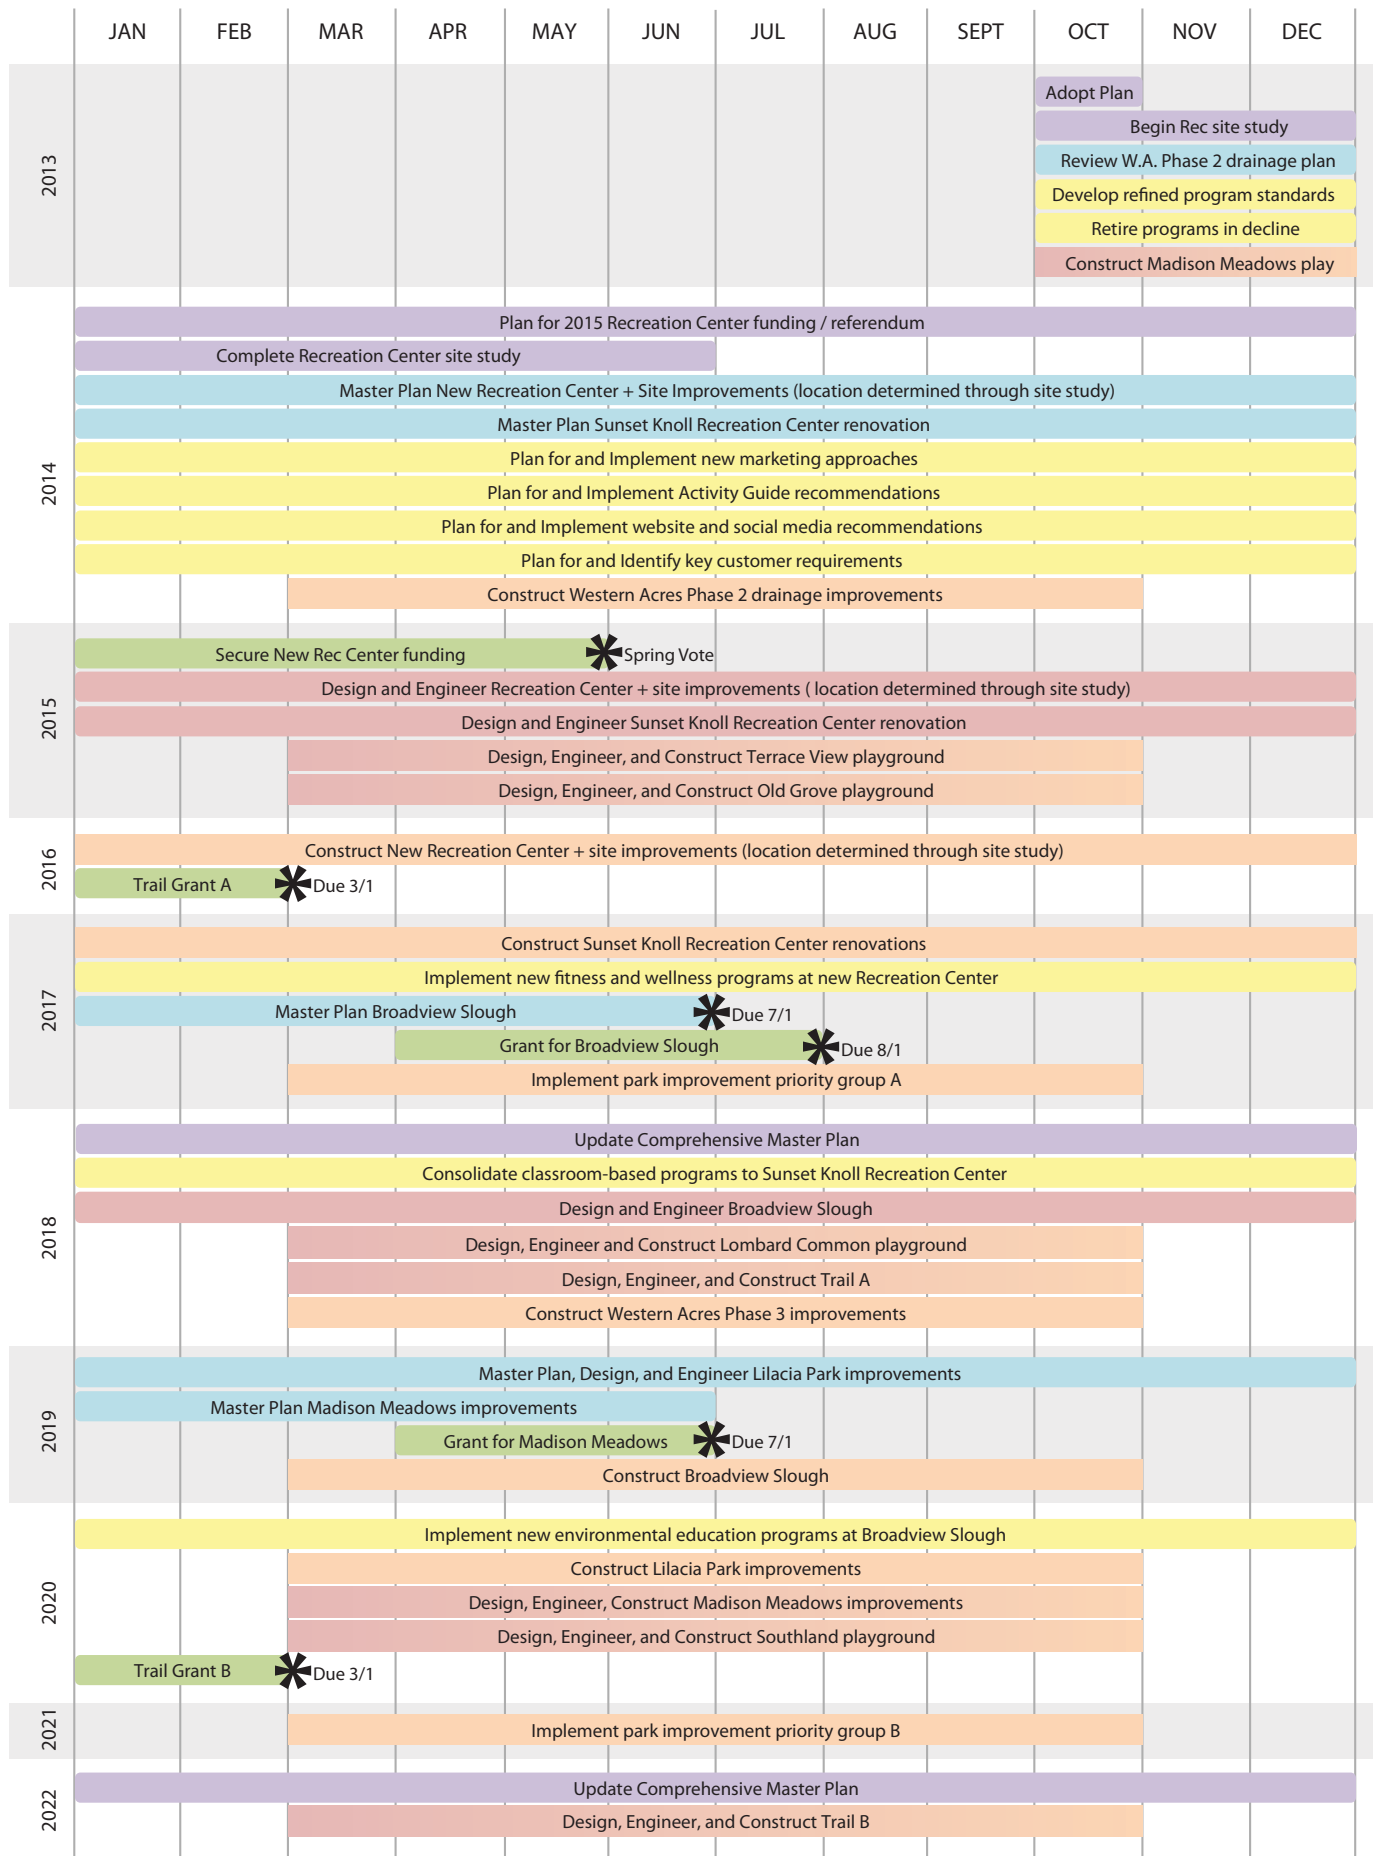 JAN FEB MAR APR MAY JUN JUL AUG SEPT OCT NOV DEC
2013
Adopt Plan
Begin Rec site study
Review W.A. Phase 2 drainage plan
Develop refined program standards
Retire programs in decline
Construct Madison Meadows play
2014
Plan for 2015 Recreation Center funding / referendum
Complete Recreation Center site study
Master Plan New Recreation Center + Site Improvements (location determined through site study)
Master Plan Sunset Knoll Recreation Center renovation
Plan for and Implement new marketing approaches
Plan for and Implement Activity Guide recommendations
Plan for and Implement website and social media recommendations
Plan for and Identify key customer requirements
Construct Western Acres Phase 2 drainage improvements
2015
Secure New Rec Center funding Spring Vote
Design and Engineer Recreation Center + site improvements ( location determined through site study)
Design and Engineer Sunset Knoll Recreation Center renovation
Design, Engineer, and Construct Terrace View playground
Design, Engineer, and Construct Old Grove playground
2016
Construct New Recreation Center + site improvements (location determined through site study)
Trail Grant A Due 3/1
2017
Construct Sunset Knoll Recreation Center renovations
Implement new fitness and wellness programs at new Recreation Center
Master Plan Broadview Slough Due 7/1
Grant for Broadview Slough Due 8/1
Implement park improvement priority group A
2018
Update Comprehensive Master Plan
Consolidate classroom-based programs to Sunset Knoll Recreation Center
Design and Engineer Broadview Slough
Design, Engineer and Construct Lombard Common playground
Design, Engineer, and Construct Trail A
Construct Western Acres Phase 3 improvements
2019
Master Plan, Design, and Engineer Lilacia Park improvements
Master Plan Madison Meadows improvements
Grant for Madison Meadows Due 7/1
Construct Broadview Slough
2020
Implement new environmental education programs at Broadview Slough
Construct Lilacia Park improvements
Design, Engineer, Construct Madison Meadows improvements
Design, Engineer, and Construct Southland playground
Trail Grant B Due 3/1
2021
Implement park improvement priority group B
2022
Update Comprehensive Master Plan
Design, Engineer, and Construct Trail B